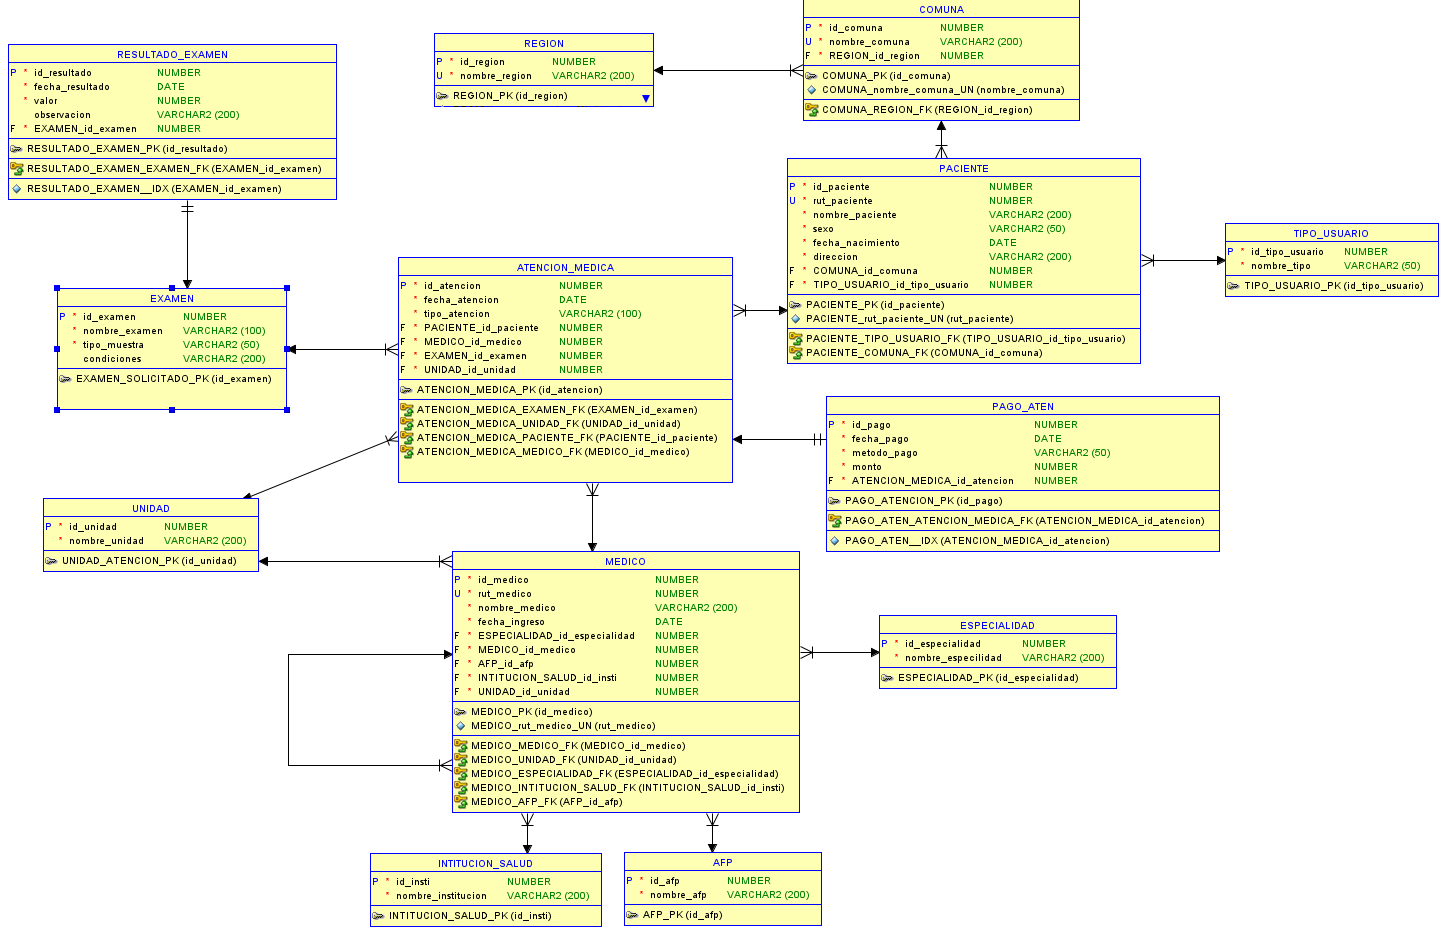 COMUNA
P * id_comuna NUMBER
U * nombre_comuna VARCHAR2 (200)
F * REGION_id_region NUMBER
COMUNA_PK (id_comuna)
COMUNA_nombre_comuna_UN (nombre_comuna)
COMUNA_REGION_FK (REGION_id_region)
REGION
P * id_region NUMBER
U * nombre_region VARCHAR2 (200)
REGION_PK (id_region)
RESULTADO_EXAMEN
P * id_resultado NUMBER
* fecha_resultado DATE
* valor NUMBER
observacion VARCHAR2 (200)
F * EXAMEN_id_examen NUMBER
RESULTADO_EXAMEN_PK (id_resultado)
RESULTADO_EXAMEN_EXAMEN_FK (EXAMEN_id_examen)
RESULTADO_EXAMEN__IDX (EXAMEN_id_examen)
PACIENTE
P * id_paciente NUMBER
U * rut_paciente NUMBER
* nombre_paciente VARCHAR2 (200)
* sexo VARCHAR2 (50)
* fecha_nacimiento DATE
* direccion VARCHAR2 (200)
F * COMUNA_id_comuna NUMBER
F * TIPO_USUARIO_id_tipo_usuario NUMBER
PACIENTE_PK (id_paciente)
PACIENTE_rut_paciente_UN (rut_paciente)
PACIENTE_TIPO_USUARIO_FK (TIPO_USUARIO_id_tipo_usuario)
PACIENTE_COMUNA_FK (COMUNA_id_comuna)
TIPO_USUARIO
P * id_tipo_usuario NUMBER
* nombre_tipo VARCHAR2 (50)
TIPO_USUARIO_PK (id_tipo_usuario)
ATENCION_MEDICA
P * id_atencion NUMBER
* fecha_atencion DATE
* tipo_atencion VARCHAR2 (100)
F * PACIENTE_id_paciente NUMBER
F * MEDICO_id_medico NUMBER
F * EXAMEN_id_examen NUMBER
F * UNIDAD_id_unidad NUMBER
ATENCION_MEDICA_PK (id_atencion)
ATENCION_MEDICA_EXAMEN_FK (EXAMEN_id_examen)
ATENCION_MEDICA_UNIDAD_FK (UNIDAD_id_unidad)
ATENCION_MEDICA_PACIENTE_FK (PACIENTE_id_paciente)
ATENCION_MEDICA_MEDICO_FK (MEDICO_id_medico)
EXAMEN
P * id_examen NUMBER
* nombre_examen VARCHAR2 (100)
* tipo_muestra VARCHAR2 (50)
condiciones VARCHAR2 (200)
EXAMEN_SOLICITADO_PK (id_examen)
PAGO_ATEN
P * id_pago NUMBER
* fecha_pago DATE
* metodo_pago VARCHAR2 (50)
* monto NUMBER
F * ATENCION_MEDICA_id_atencion NUMBER
PAGO_ATENCION_PK (id_pago)
PAGO_ATEN_ATENCION_MEDICA_FK (ATENCION_MEDICA_id_atencion)
PAGO_ATEN__IDX (ATENCION_MEDICA_id_atencion)
UNIDAD
P * id_unidad NUMBER
* nombre_unidad VARCHAR2 (200)
UNIDAD_ATENCION_PK (id_unidad)
MEDICO
P * id_medico NUMBER
U * rut_medico NUMBER
* nombre_medico VARCHAR2 (200)
* fecha_ingreso DATE
F * ESPECIALIDAD_id_especialidad NUMBER
F * MEDICO_id_medico NUMBER
F * AFP_id_afp NUMBER
F * INTITUCION_SALUD_id_insti NUMBER
F * UNIDAD_id_unidad NUMBER
MEDICO_PK (id_medico)
MEDICO_rut_medico_UN (rut_medico)
MEDICO_MEDICO_FK (MEDICO_id_medico)
MEDICO_UNIDAD_FK (UNIDAD_id_unidad)
MEDICO_ESPECIALIDAD_FK (ESPECIALIDAD_id_especialidad)
MEDICO_INTITUCION_SALUD_FK (INTITUCION_SALUD_id_insti)
MEDICO_AFP_FK (AFP_id_afp)
ESPECIALIDAD
P * id_especialidad NUMBER
* nombre_especilidad VARCHAR2 (200)
ESPECIALIDAD_PK (id_especialidad)
INTITUCION_SALUD
P * id_insti NUMBER
* nombre_institucion VARCHAR2 (200)
INTITUCION_SALUD_PK (id_insti)
AFP
P * id_afp NUMBER
* nombre_afp VARCHAR2 (200)
AFP_PK (id_afp)